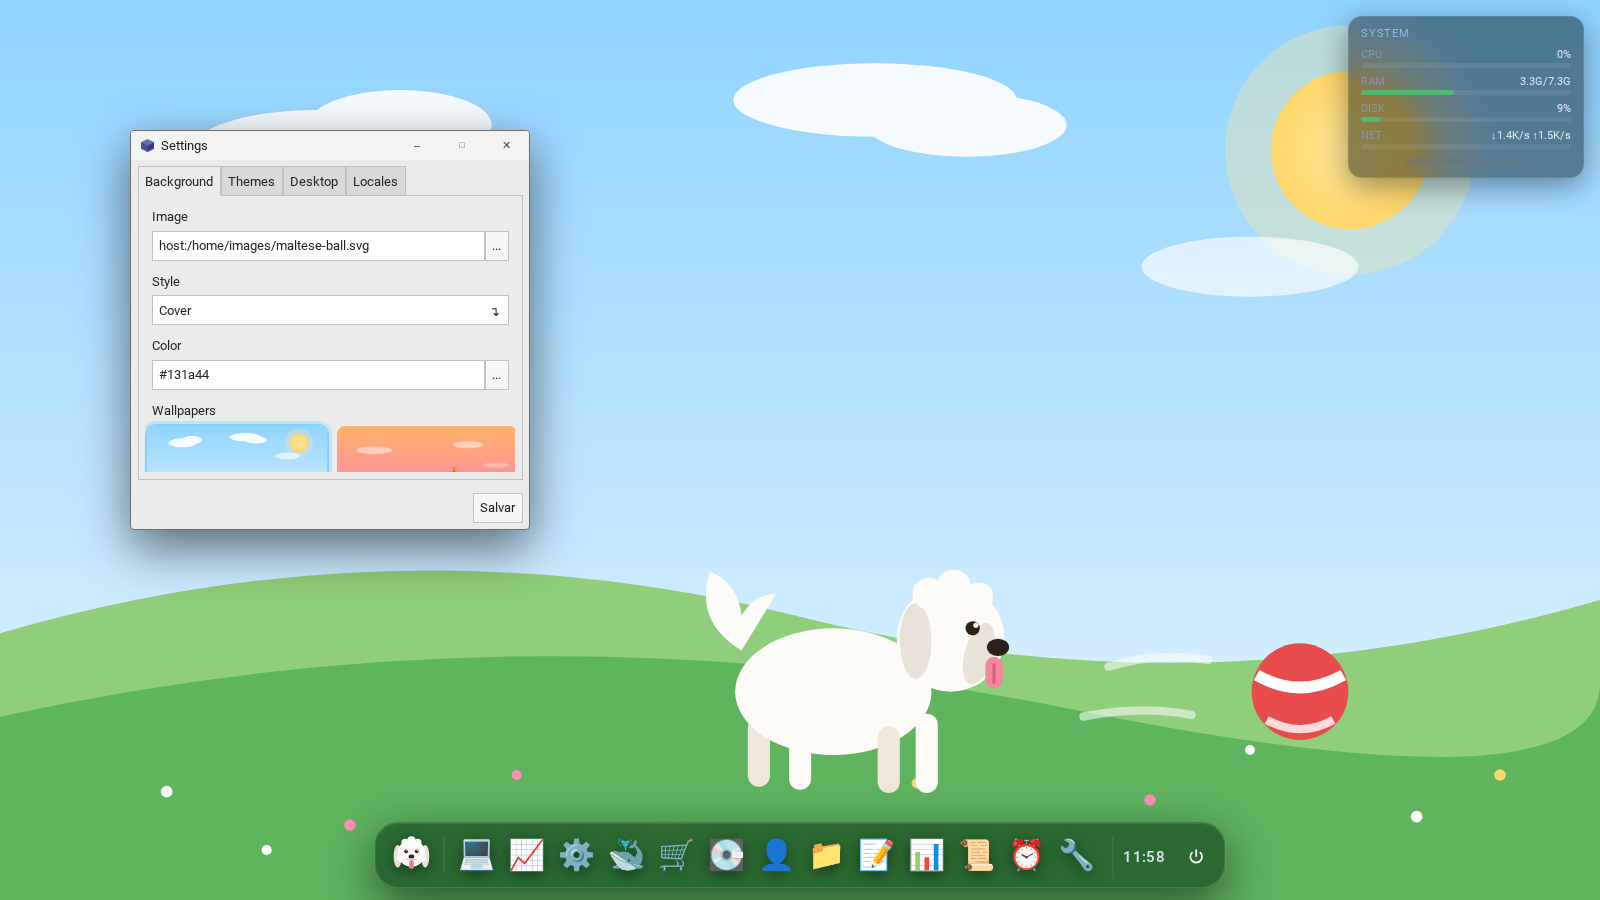 Settings
Background Themes Desktop Locales
Image
host:/home/images/maltese-ball.svg ...
Style
Cover
Color
#131a44 ...
Wallpapers
Salvar
SYSTEM
CPU 0%
RAM 3.3G/7.3G
DISK 9%
NET ↓1.4K/s ↑1.5K/s
11:58